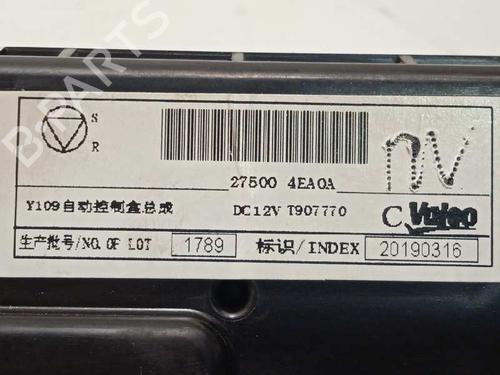 S
R
27500 4EA0A
Y109自动控制盒总成 DC12V T907770
C Valeo
生产批号/NO.OF LOT 1789 标识/INDEX 20190316